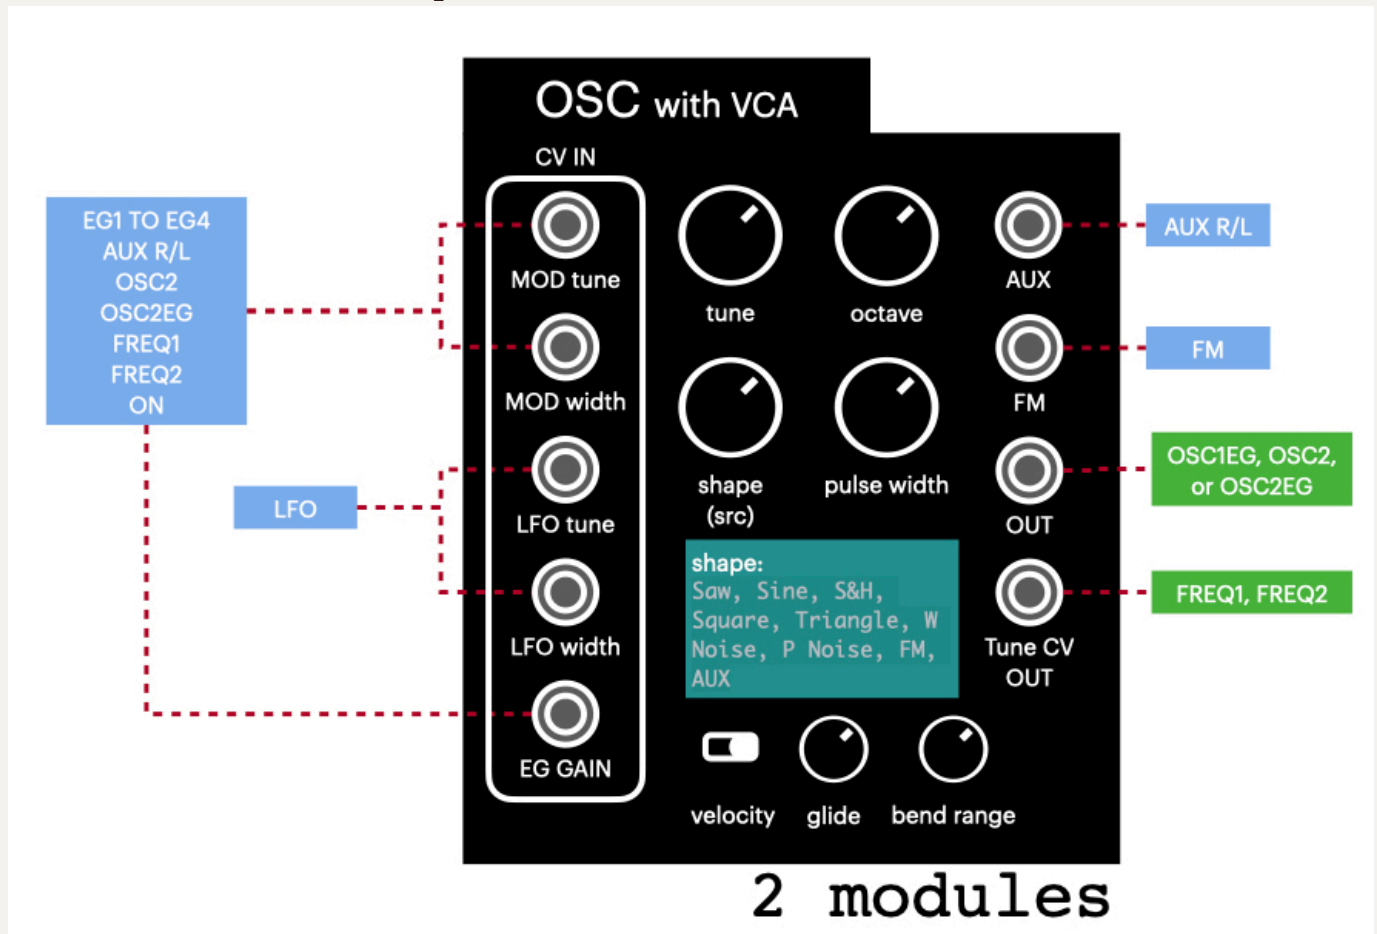 OSC with VCA
CV IN
EG1 TO EG4
AUX R/L
OSC2
OSC2EG
FREQ1
FREQ2
ON
LFO
MOD tune
MOD width
LFO tune
LFO width
EG GAIN
tune
octave
shape
(src)
pulse width
shape:
Saw, Sine, S&H,
Square, Triangle, W
Noise, P Noise, FM,
AUX
velocity
glide
bend range
AUX
FM
OUT
Tune CV
OUT
AUX R/L
FM
OSC1EG, OSC2,
or OSC2EG
FREQ1, FREQ2
2 modules